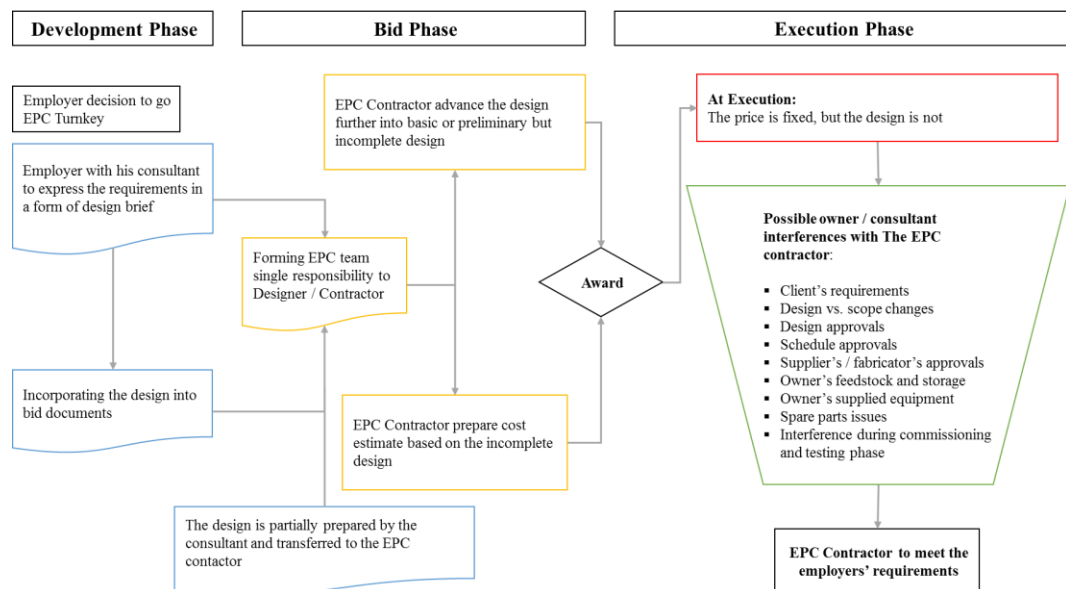 Development Phase
Bid Phase
Execution Phase
Employer decision to go
EPC Turnkey
Employer with his consultant
to express the requirements in
a form of design brief
Incorporating the design into
bid documents
The design is partially prepared by the
consultant and transferred to the EPC
contactor
Forming EPC team
single responsibility to
Designer / Contractor
EPC Contractor advance the design
further into basic or preliminary but
incomplete design
EPC Contractor prepare cost
estimate based on the incomplete
design
Award
At Execution:
The price is fixed, but the design is not
Possible owner / consultant
interferences with The EPC
contractor:
▪ Client's requirements
▪ Design vs. scope changes
▪ Design approvals
▪ Schedule approvals
▪ Supplier's / fabricator's approvals
▪ Owner's feedstock and storage
▪ Owner's supplied equipment
▪ Spare parts issues
▪ Interference during commissioning
and testing phase
EPC Contractor to meet the
employers' requirements